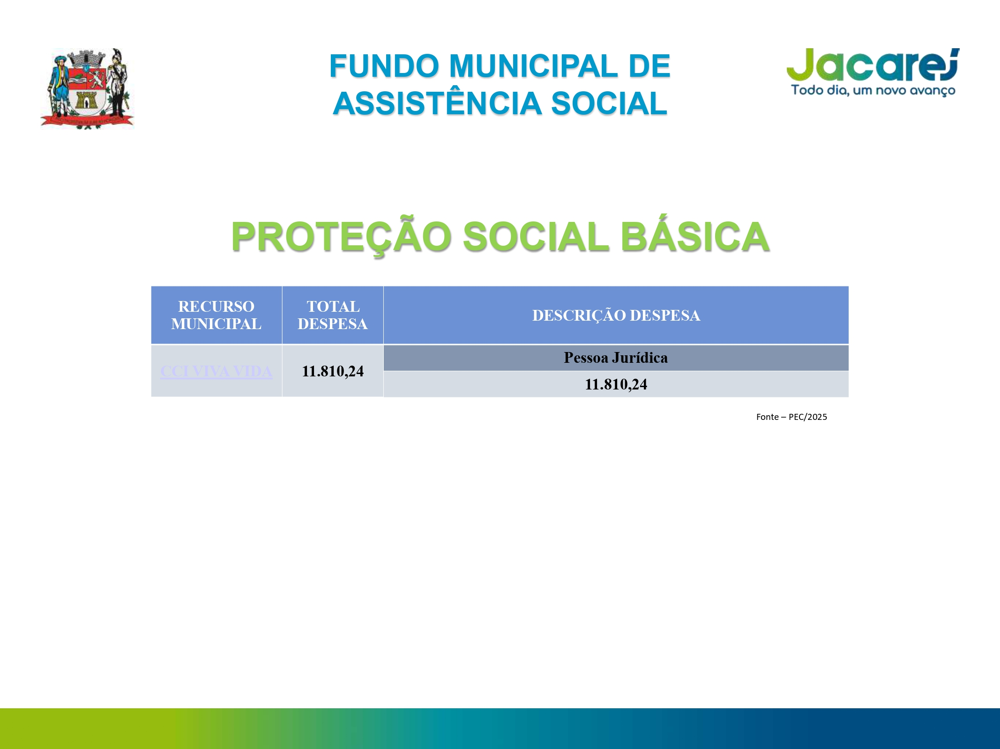 FUNDO MUNICIPAL DE
ASSISTÊNCIA SOCIAL
Jacareí
Todo dia, um novo avanço
PROTEÇÃO SOCIAL BÁSICA
RECURSO
MUNICIPAL
TOTAL
DESPESA
DESCRIÇÃO DESPESA
CCI VIVA VIDA
11.810,24
Pessoa Jurídica
11.810,24
Fonte – PEC/2025